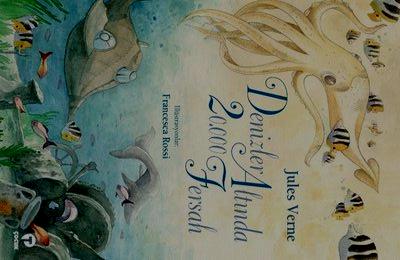 Jules Verne
Denizler Altında
20.000 Fersah
İllüstrasyonlar:
Francesca Rossi